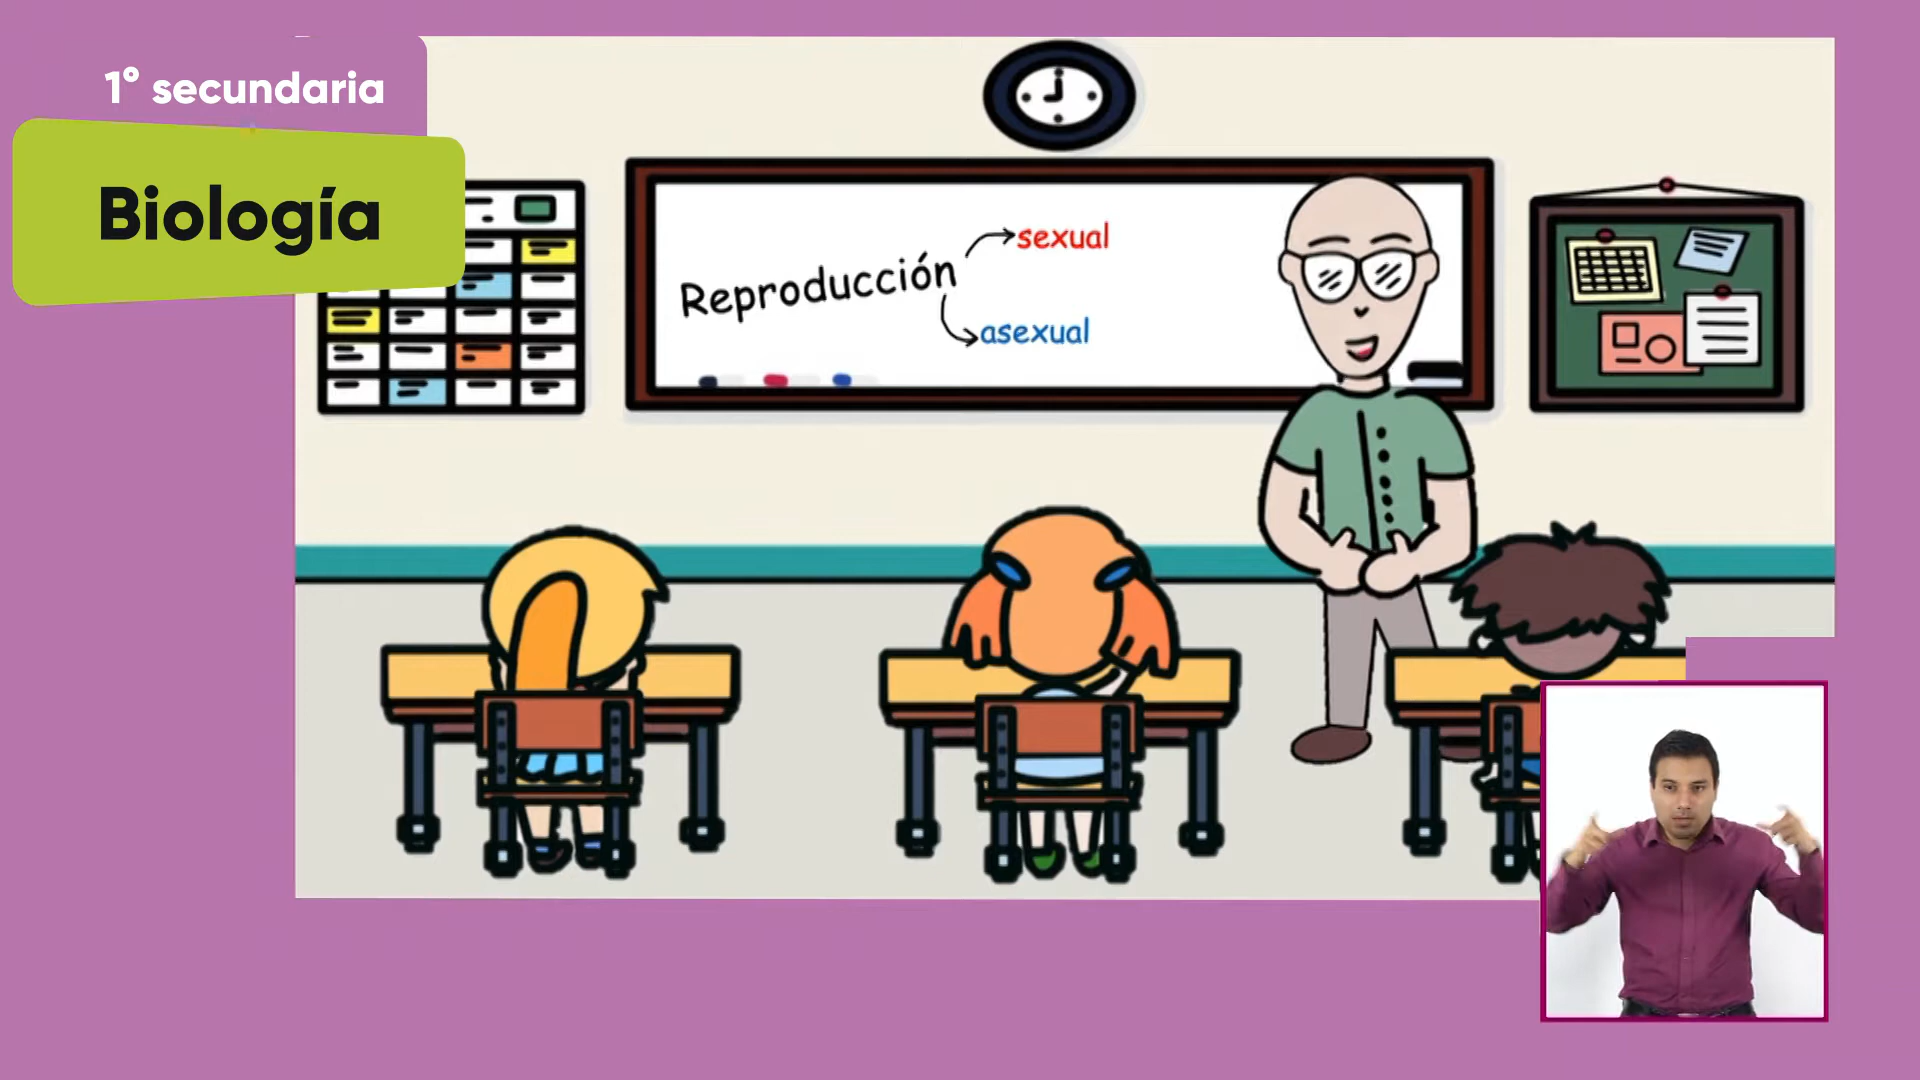 1° secundaria
Biología
Reproducción
sexual
asexual